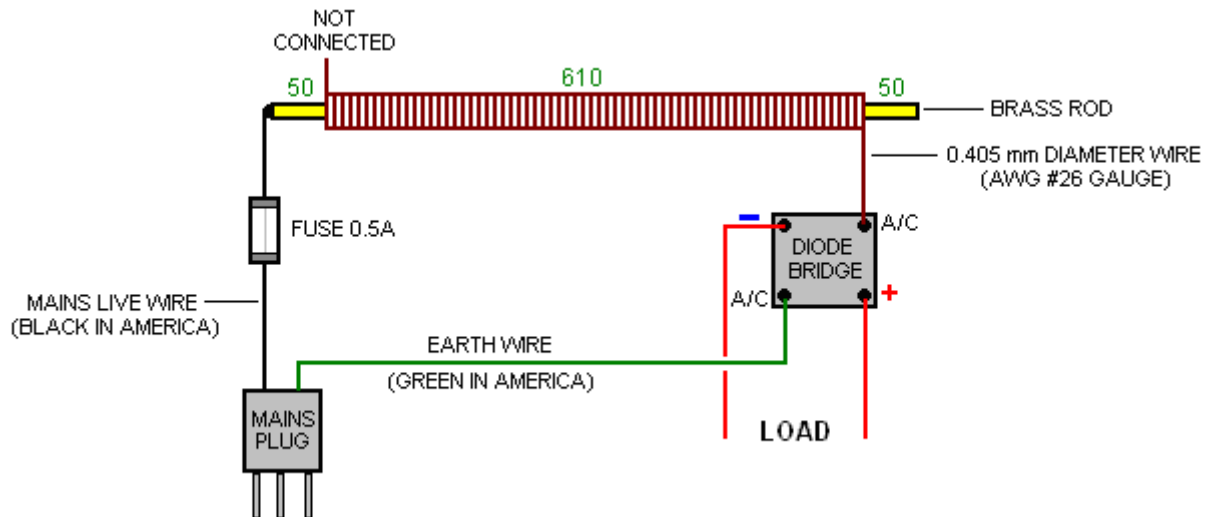 NOT
CONNECTED
50
610
50
BRASS ROD
0.405 mm DIAMETER WIRE
(AWG #26 GAUGE)
FUSE 0.5A
A/C
DIODE
BRIDGE
MAINS LIVE WIRE
(BLACK IN AMERICA)
A/C
+
EARTH WIRE
(GREEN IN AMERICA)
MAINS
PLUG
LOAD